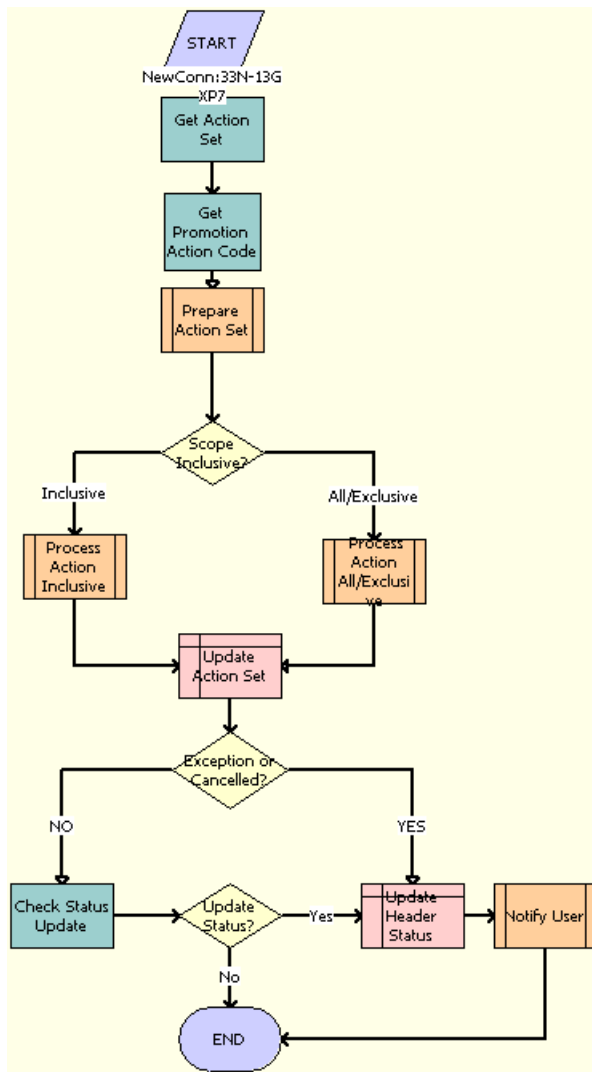 START
NewConn:33N-13G
XP7
Get Action
Set
Get
Promotion
Action Code
Prepare
Action Set
Scope
Inclusive?
Inclusive
All/Exclusive
Process
Action
Inclusive
Process
Action
All/Exclusi
ve
Update
Action Set
Exception or
Cancelled?
NO
YES
Check Status
Update
Update
Status?
Yes
Update
Header
Status
Notify User
No
END